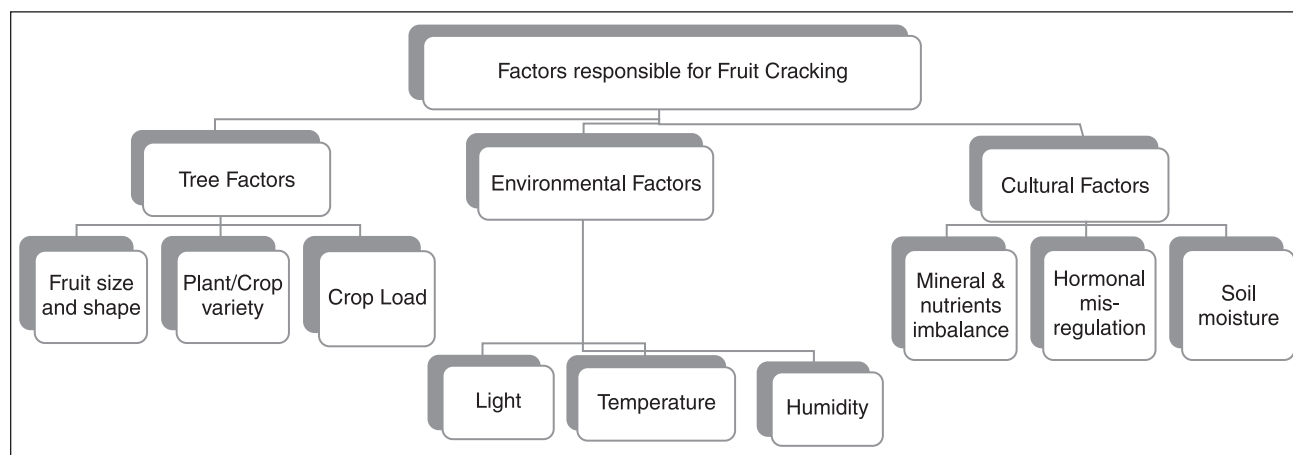 Factors responsible for Fruit Cracking
Tree Factors
Environmental Factors
Cultural Factors
Fruit size
and shape
Plant/Crop
variety
Crop Load
Mineral &
nutrients
imbalance
Hormonal
mis-
regulation
Soil
moisture
Light
Temperature
Humidity